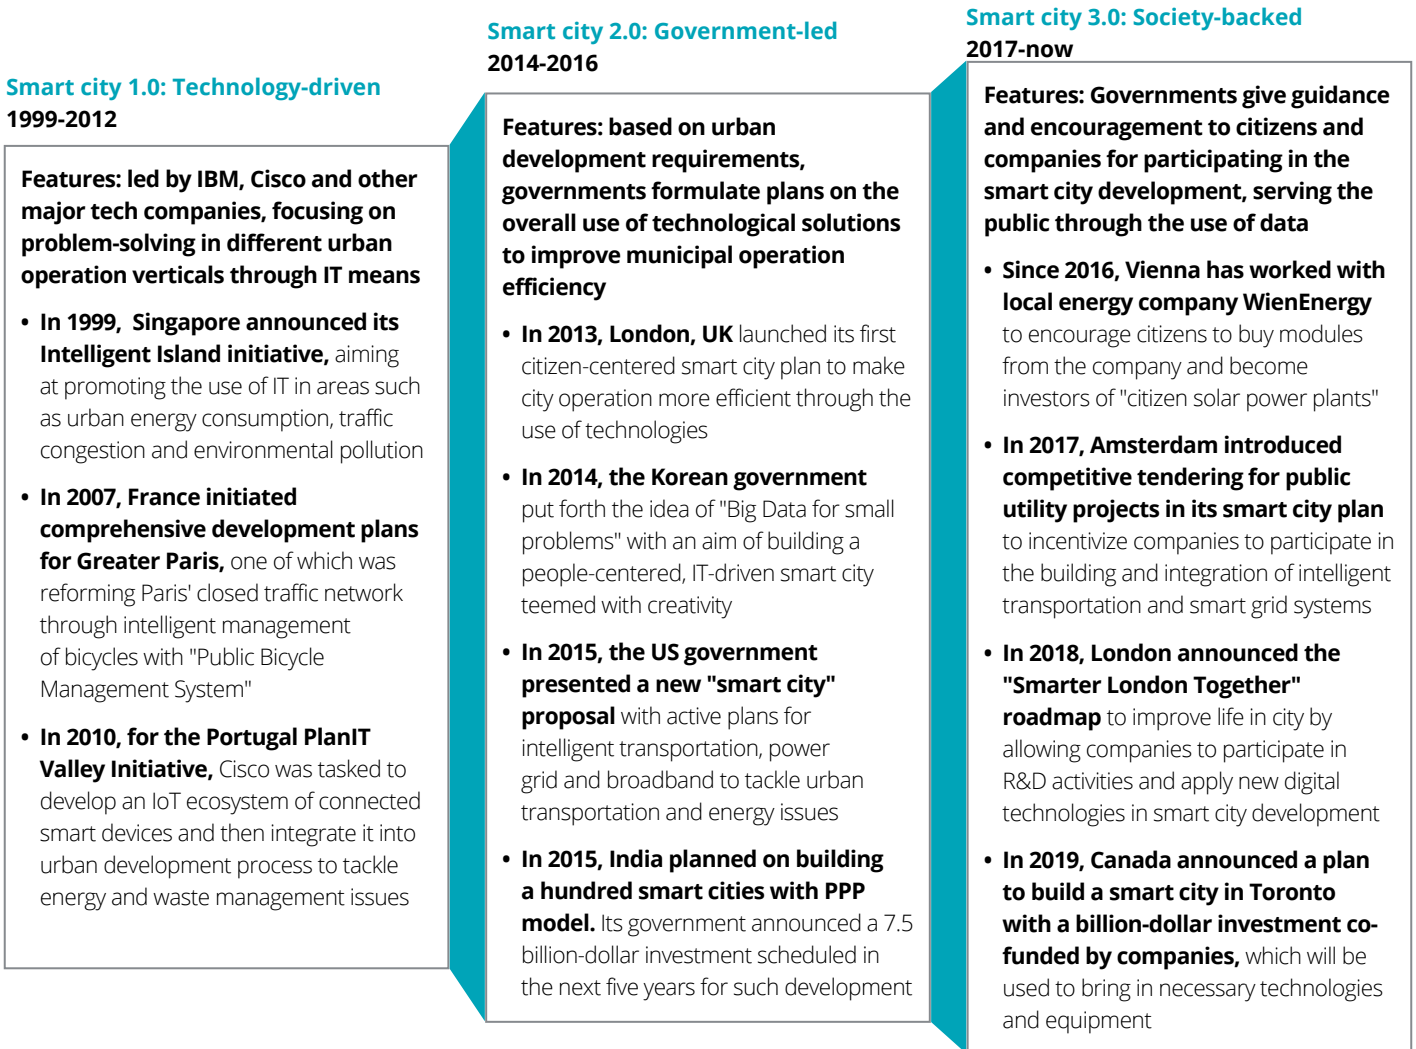 Smart city 1.0: Technology-driven
1999-2012
Features: led by IBM, Cisco and other
major tech companies, focusing on
problem-solving in different urban
operation verticals through IT means
• In 1999, Singapore announced its
Intelligent Island initiative, aiming
at promoting the use of IT in areas such
as urban energy consumption, traffic
congestion and environmental pollution
• In 2007, France initiated
comprehensive development plans
for Greater Paris, one of which was
reforming Paris' closed traffic network
through intelligent management
of bicycles with "Public Bicycle
Management System"
• In 2010, for the Portugal PlanIT
Valley Initiative, Cisco was tasked to
develop an IoT ecosystem of connected
smart devices and then integrate it into
urban development process to tackle
energy and waste management issues
Smart city 2.0: Government-led
2014-2016
Features: based on urban
development requirements,
governments formulate plans on the
overall use of technological solutions
to improve municipal operation
efficiency
• In 2013, London, UK launched its first
citizen-centered smart city plan to make
city operation more efficient through the
use of technologies
• In 2014, the Korean government
put forth the idea of "Big Data for small
problems" with an aim of building a
people-centered, IT-driven smart city
teemed with creativity
• In 2015, the US government
presented a new "smart city"
proposal with active plans for
intelligent transportation, power
grid and broadband to tackle urban
transportation and energy issues
• In 2015, India planned on building
a hundred smart cities with PPP
model. Its government announced a 7.5
billion-dollar investment scheduled in
the next five years for such development
Smart city 3.0: Society-backed
2017-now
Features: Governments give guidance
and encouragement to citizens and
companies for participating in the
smart city development, serving the
public through the use of data
• Since 2016, Vienna has worked with
local energy company WienEnergy
to encourage citizens to buy modules
from the company and become
investors of "citizen solar power plants"
• In 2017, Amsterdam introduced
competitive tendering for public
utility projects in its smart city plan
to incentivize companies to participate in
the building and integration of intelligent
transportation and smart grid systems
• In 2018, London announced the
"Smarter London Together"
roadmap to improve life in city by
allowing companies to participate in
R&D activities and apply new digital
technologies in smart city development
• In 2019, Canada announced a plan
to build a smart city in Toronto
with a billion-dollar investment co-
funded by companies, which will be
used to bring in necessary technologies
and equipment